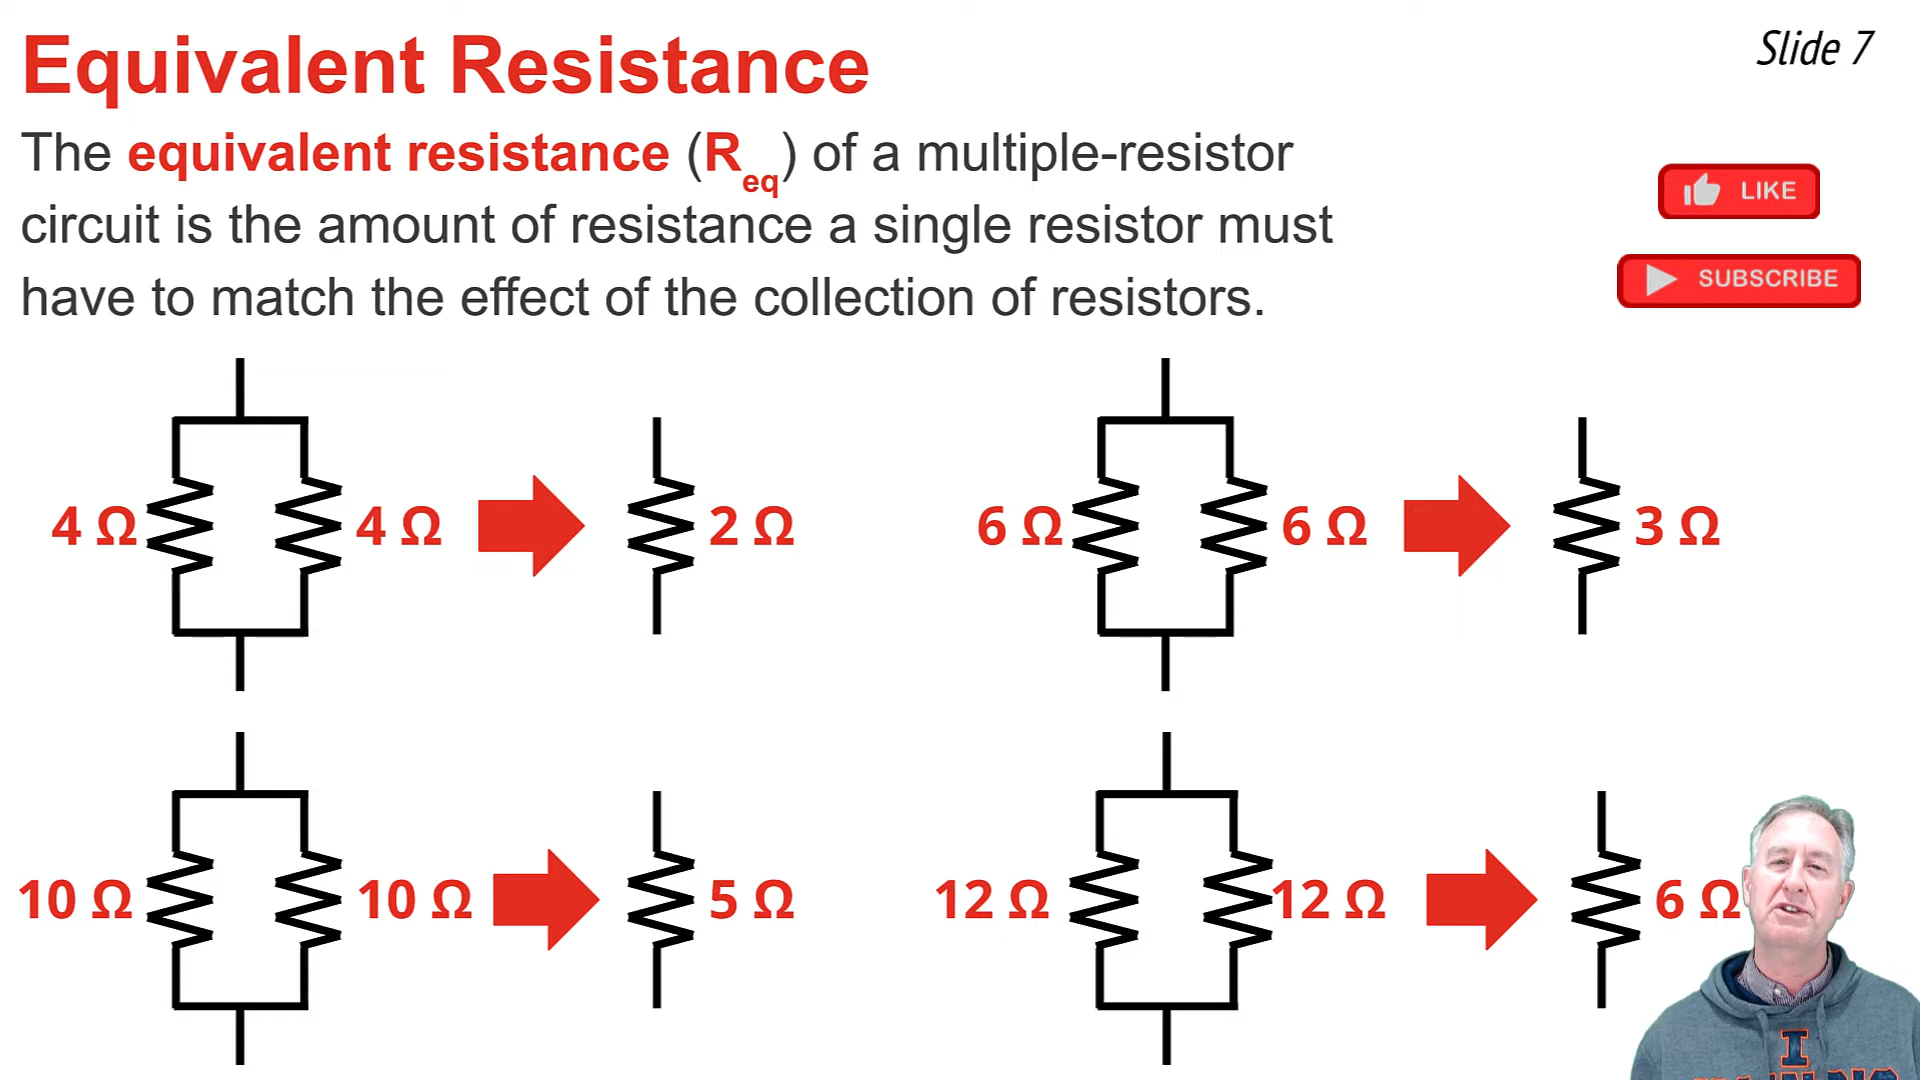 Equivalent Resistance
Slide 7
The equivalent resistance (Req) of a multiple-resistor
circuit is the amount of resistance a single resistor must
have to match the effect of the collection of resistors.
LIKE
SUBSCRIBE
4 Ω 4 Ω 2 Ω 6 Ω 6 Ω 3 Ω
10 Ω 10 Ω 5 Ω 12 Ω 12 Ω 6 Ω
I